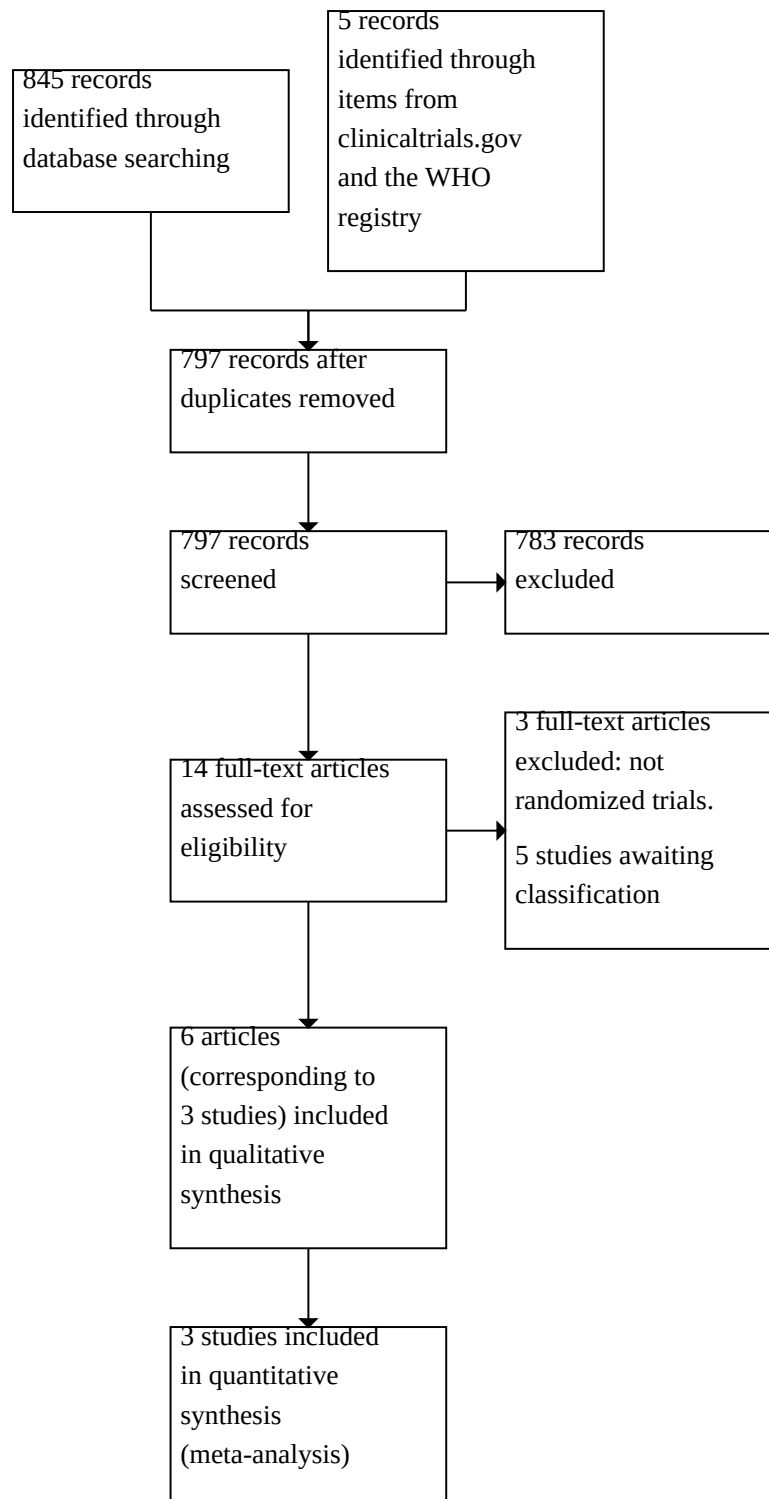 845 records
identified through
database searching
5 records
identified through
items from
clinicaltrials.gov
and the WHO
registry
797 records after
duplicates removed
797 records
screened
783 records
excluded
14 full-text articles
assessed for
eligibility
3 full-text articles
excluded: not
randomized trials.
5 studies awaiting
classification
6 articles
(corresponding to
3 studies) included
in qualitative
synthesis
3 studies included
in quantitative
synthesis
(meta-analysis)